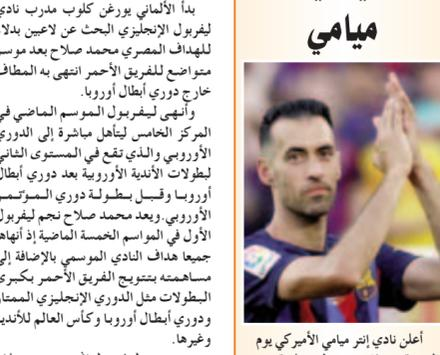 ميامي
بدأ الألماني يورغن كلوب مدرب نادي
ليفربول الإنجليزي البحث عن لاعبين بدلاء
للهداف المصري محمد صلاح بعد موسم
متواضع للفريق الأحمر انتهى به المطاف
خارج دوري أبطال أوروبا.
وأنهى ليفربول الموسم الماضي في
المركز الخامس ليتأهل مباشرة إلى الدوري
الأوروبي والذي تقع في المستوى الثاني
لبطولات الأندية الأوروبية بعد دوري أبطال
أوروبا وقبل بطولة دوري المؤتمر
الأوروبي.ويعد محمد صلاح نجم ليفربول
الأول في المواسم الخمسة الماضية إذ أنهاها
جميعا هداف النادي الموسمي بالإضافة إلى
مساهمته بتتويج الفريق الأحمر بكبرى
البطولات مثل الدوري الإنجليزي الممتاز
ودوري أبطال أوروبا وكأس العالم للأندية
وغيرها.
أعلن نادي إنتر ميامي الأميركي يوم